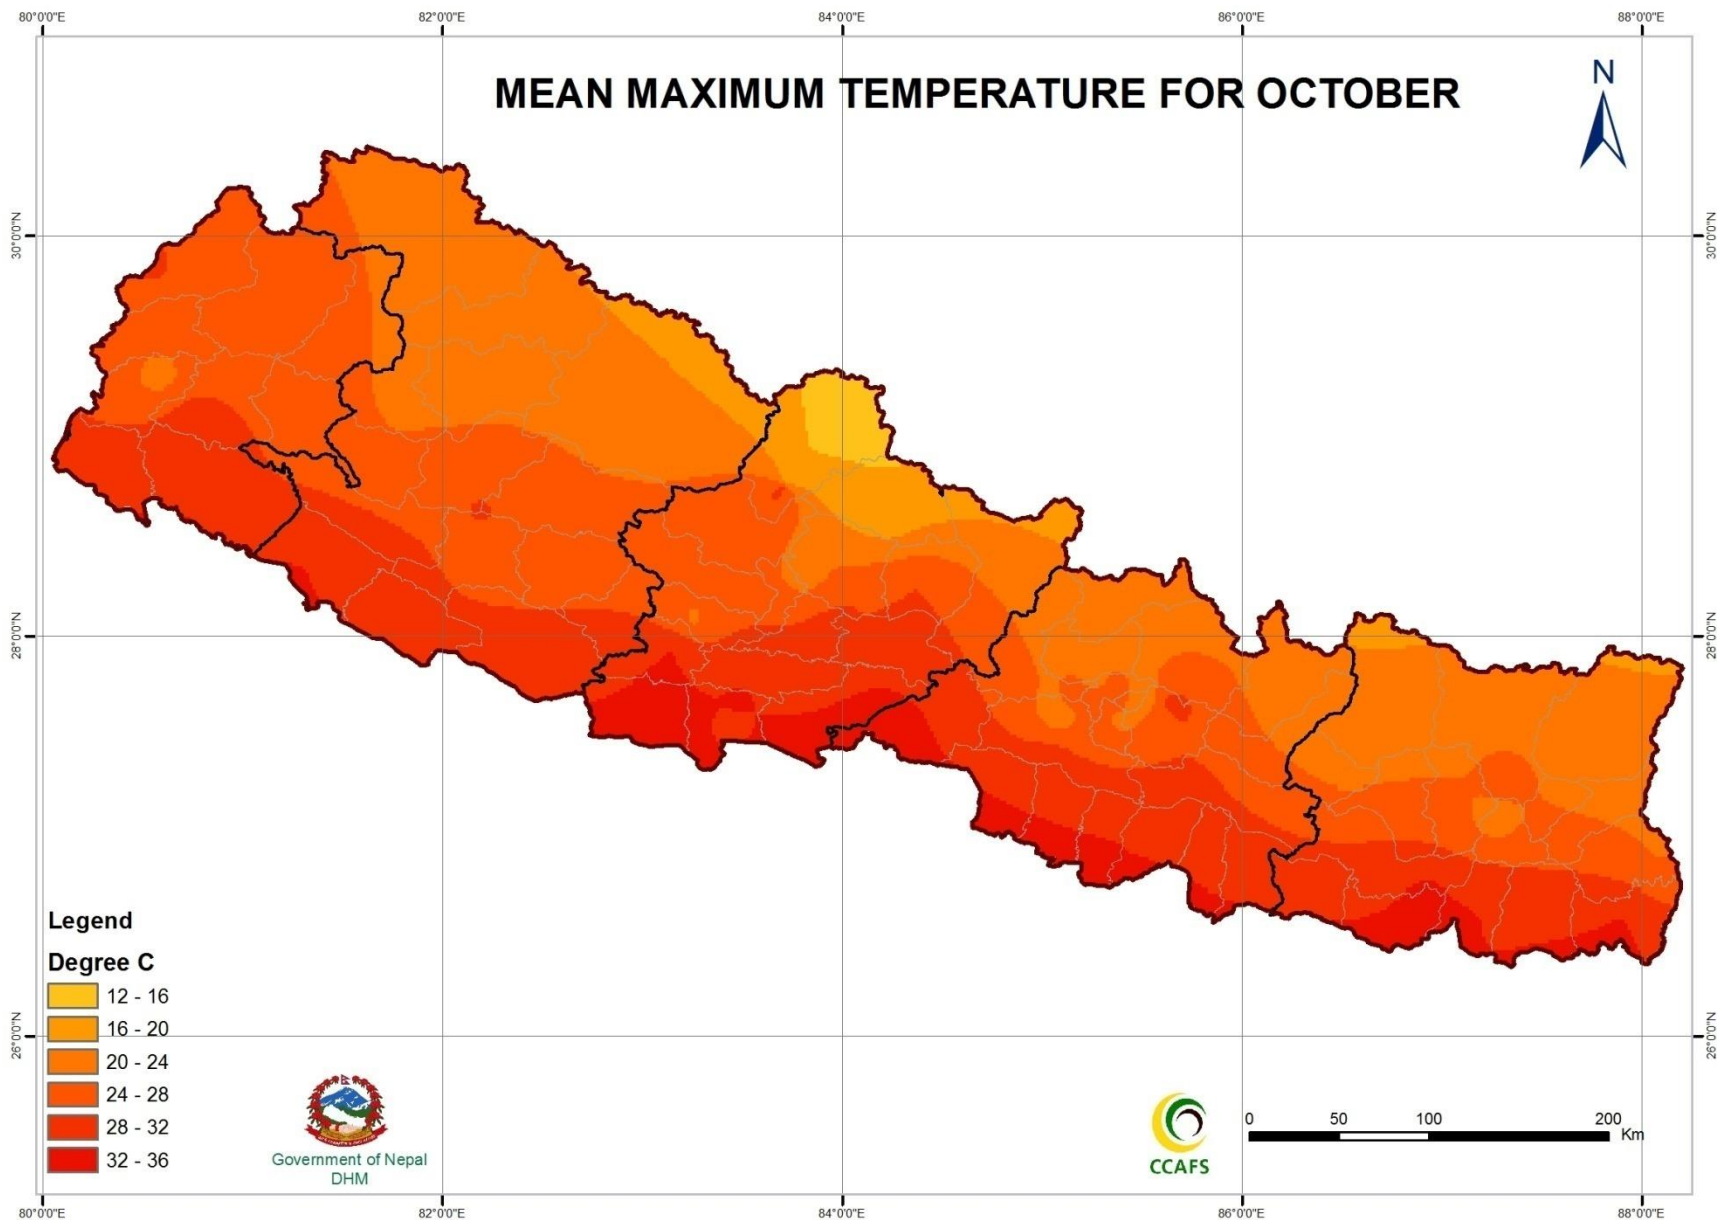 80°0'0"E 82°0'0"E 84°0'0"E 86°0'0"E 88°0'0"E
MEAN MAXIMUM TEMPERATURE FOR OCTOBER
N
30°0'0"N 30°0'0"N
28°0'0"N 28°0'0"N
26°0'0"N 26°0'0"N
Legend
Degree C
12 - 16
16 - 20
20 - 24
24 - 28
28 - 32
32 - 36
Government of Nepal
DHM
CCAFS
0 50 100 200
Km
80°0'0"E 82°0'0"E 84°0'0"E 86°0'0"E 88°0'0"E